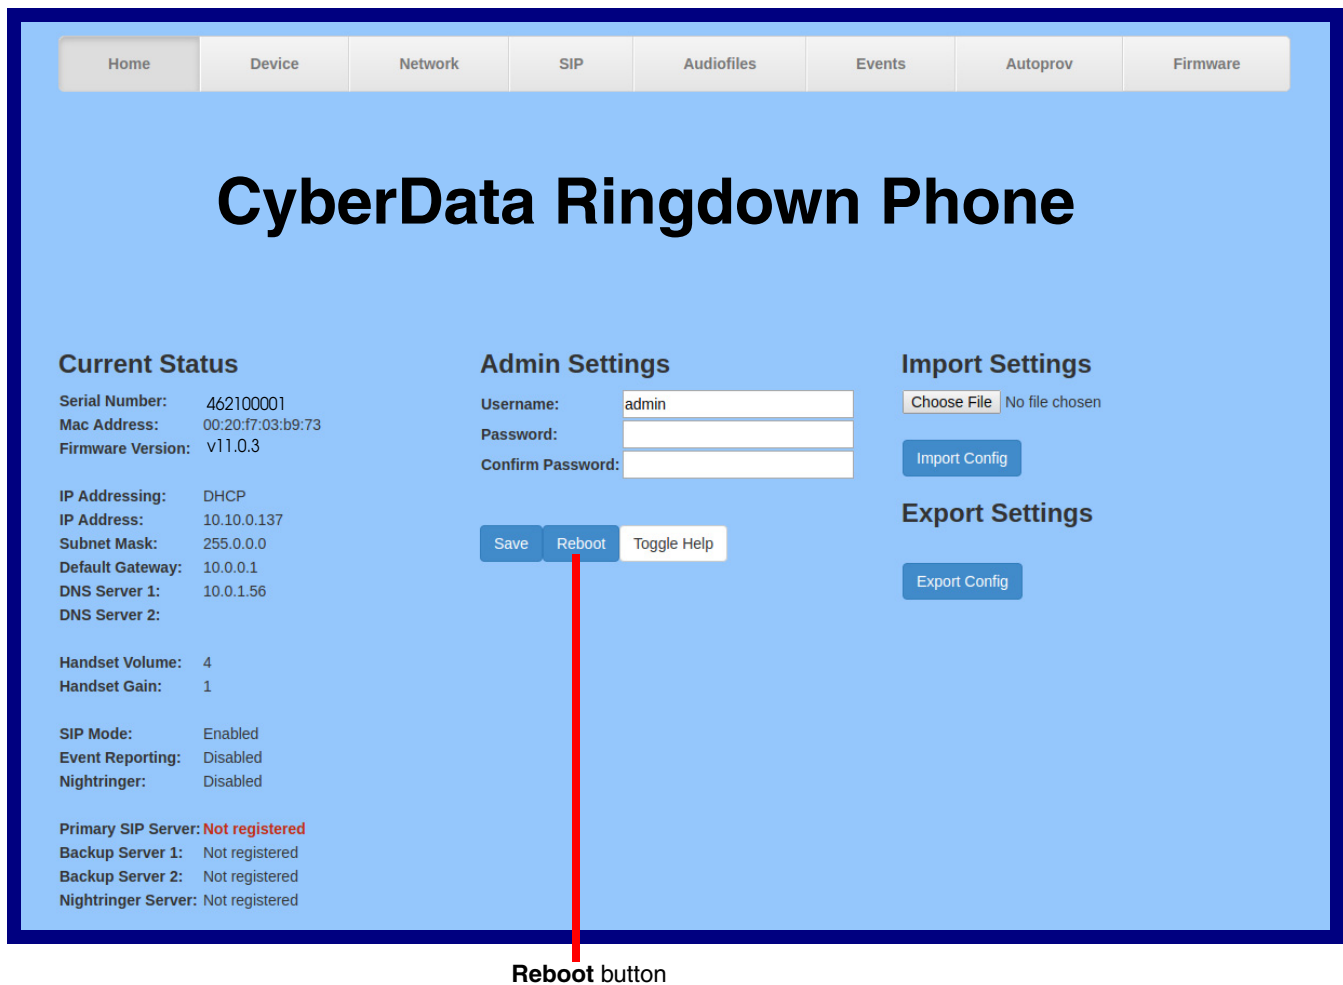 Home Device Network SIP Audiofiles Events Autoprov Firmware
CyberData Ringdown Phone
Current Status
Serial Number: 462100001
Mac Address: 00:20:f7:03:b9:73
Firmware Version: v11.0.3
IP Addressing: DHCP
IP Address: 10.10.0.137
Subnet Mask: 255.0.0.0
Default Gateway: 10.0.0.1
DNS Server 1: 10.0.1.56
DNS Server 2:
Handset Volume: 4
Handset Gain: 1
SIP Mode: Enabled
Event Reporting: Disabled
Nightringer: Disabled
Primary SIP Server: Not registered
Backup Server 1: Not registered
Backup Server 2: Not registered
Nightringer Server: Not registered
Admin Settings
Username: admin
Password:
Confirm Password:
Save Reboot Toggle Help
Import Settings
Choose File No file chosen
Import Config
Export Settings
Export Config
Reboot button